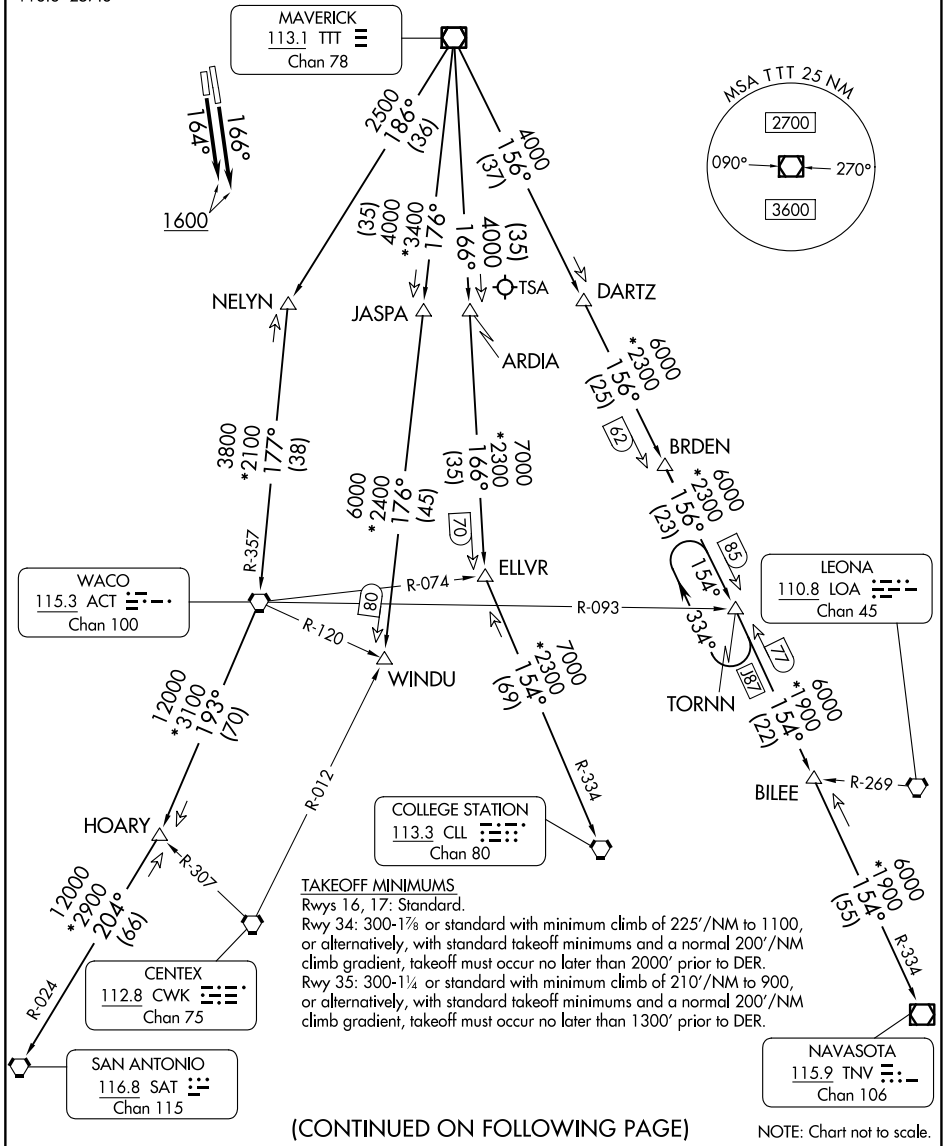 MAVERICK
113.1 TTT
Chan 78
164°
166°
1600
MSA TTT 25 NM
2700
090°
270°
3600
2500
186°
(36)
(35)
4000
*3400
176°
(35)
4000
166°
4000
156°
(37)
TSA
NELYN
JASPA
ARDIA
DARTZ
6000
*2300
156°
(25)
62
BRDEN
3800
*2100
177°
(38)
R-357
6000
*2400
176°
(45)
80
7000
*2300
166°
(35)
70
ELLVR
6000
*2300
156°
(23)
85
154°
334°
J87
77
TORNN
WACO
115.3 ACT
Chan 100
R-074
R-093
R-120
WINDU
LEONA
110.8 LOA
Chan 45
12000
*3100
193°
(70)
7000
*2300
154°
(69)
R-334
6000
*1900
154°
(22)
BILEE
R-269
R-012
HOARY
R-307
COLLEGE STATION
113.3 CLL
Chan 80
12000
*2900
204°
(66)
R-024
6000
*1900
154°
(55)
R-334
TAKEOFF MINIMUMS
Rwys 16, 17: Standard.
Rwy 34: 300-1⅞ or standard with minimum climb of 225'/NM to 1100,
or alternatively, with standard takeoff minimums and a normal 200'/NM
climb gradient, takeoff must occur no later than 2000' prior to DER.
Rwy 35: 300-1¼ or standard with minimum climb of 210'/NM to 900,
or alternatively, with standard takeoff minimums and a normal 200'/NM
climb gradient, takeoff must occur no later than 1300' prior to DER.
CENTEX
112.8 CWK
Chan 75
SAN ANTONIO
116.8 SAT
Chan 115
NAVASOTA
115.9 TNV
Chan 106
(CONTINUED ON FOLLOWING PAGE)
NOTE: Chart not to scale.